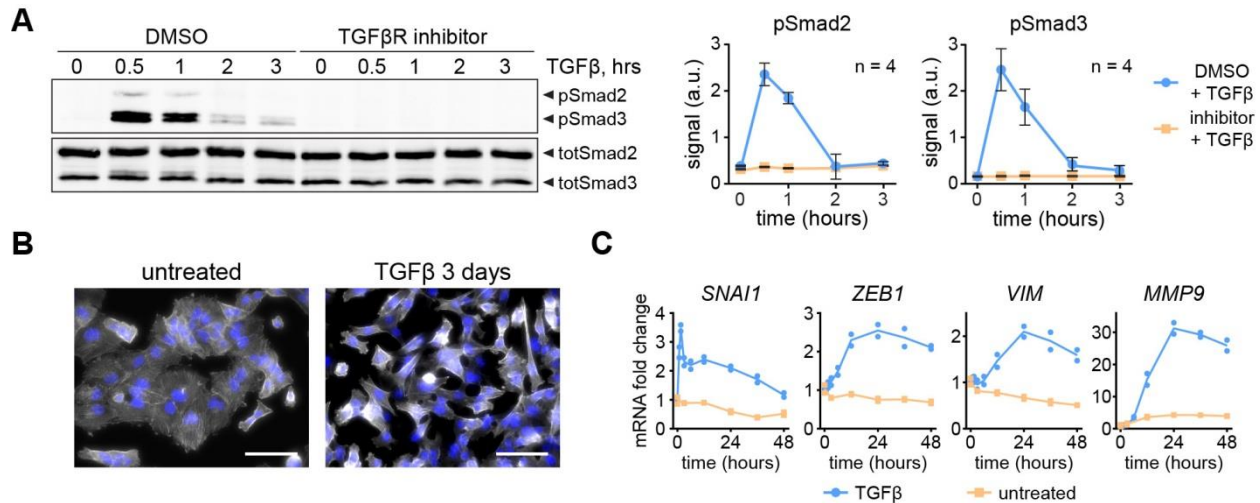 A
DMSO
TGFβR inhibitor
0 0.5 1 2 3 0 0.5 1 2 3 TGFβ, hrs
pSmad2
pSmad3
totSmad2
totSmad3
pSmad2
signal (a.u.)
3
2
1
0
n = 4
0 1 2 3
time (hours)
pSmad3
signal (a.u.)
3
2
1
0
n = 4
0 1 2 3
time (hours)
DMSO
+ TGFβ
inhibitor
+ TGFβ
B
untreated
TGFβ 3 days
C
mRNA fold change
SNAI1
4
3
2
1
0
0 24 48
time (hours)
ZEB1
3
2
1
0
0 24 48
time (hours)
VIM
3
2
1
0
0 24 48
time (hours)
MMP9
30
20
10
0
0 24 48
time (hours)
TGFβ
untreated